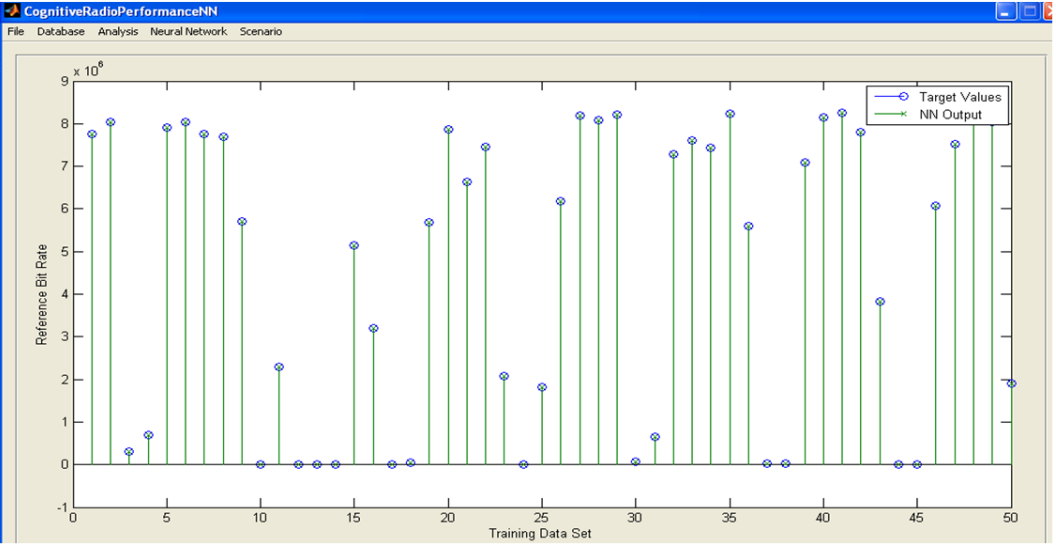 CognitiveRadioPerformanceNN
File Database Analysis Neural Network Scenario
x 10^6
9
8
7
6
5
4
3
2
1
0
-1
Reference Bit Rate
Target Values
NN Output
0 5 10 15 20 25 30 35 40 45 50
Training Data Set